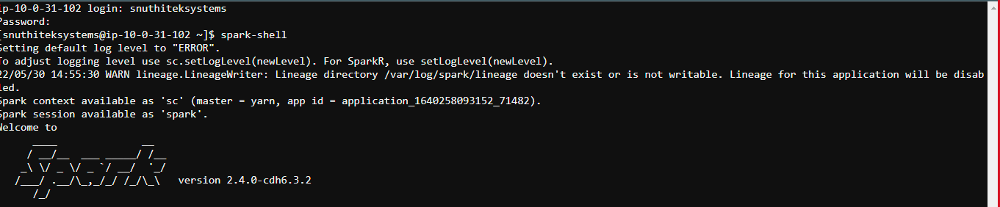 ip-10-0-31-102 login: snuthiteksystems
Password:
[snuthiteksystems@ip-10-0-31-102 ~]$ spark-shell
Setting default log level to "ERROR".
To adjust logging level use sc.setLogLevel(newLevel). For SparkR, use setLogLevel(newLevel).
22/05/30 14:55:30 WARN lineage.LineageWriter: Lineage directory /var/log/spark/lineage doesn't exist or is not writable. Lineage for this application will be disab
led.
Spark context available as 'sc' (master = yarn, app id = application_1640258093152_71482).
Spark session available as 'spark'.
Welcome to
      ____              __
     / __/__  ___ _____/ /__
    _\ \/ _ \/ _ `/ __/  '_/
   /___/ .__/\_,_/_/ /_/\_\   version 2.4.0-cdh6.3.2
      /_/